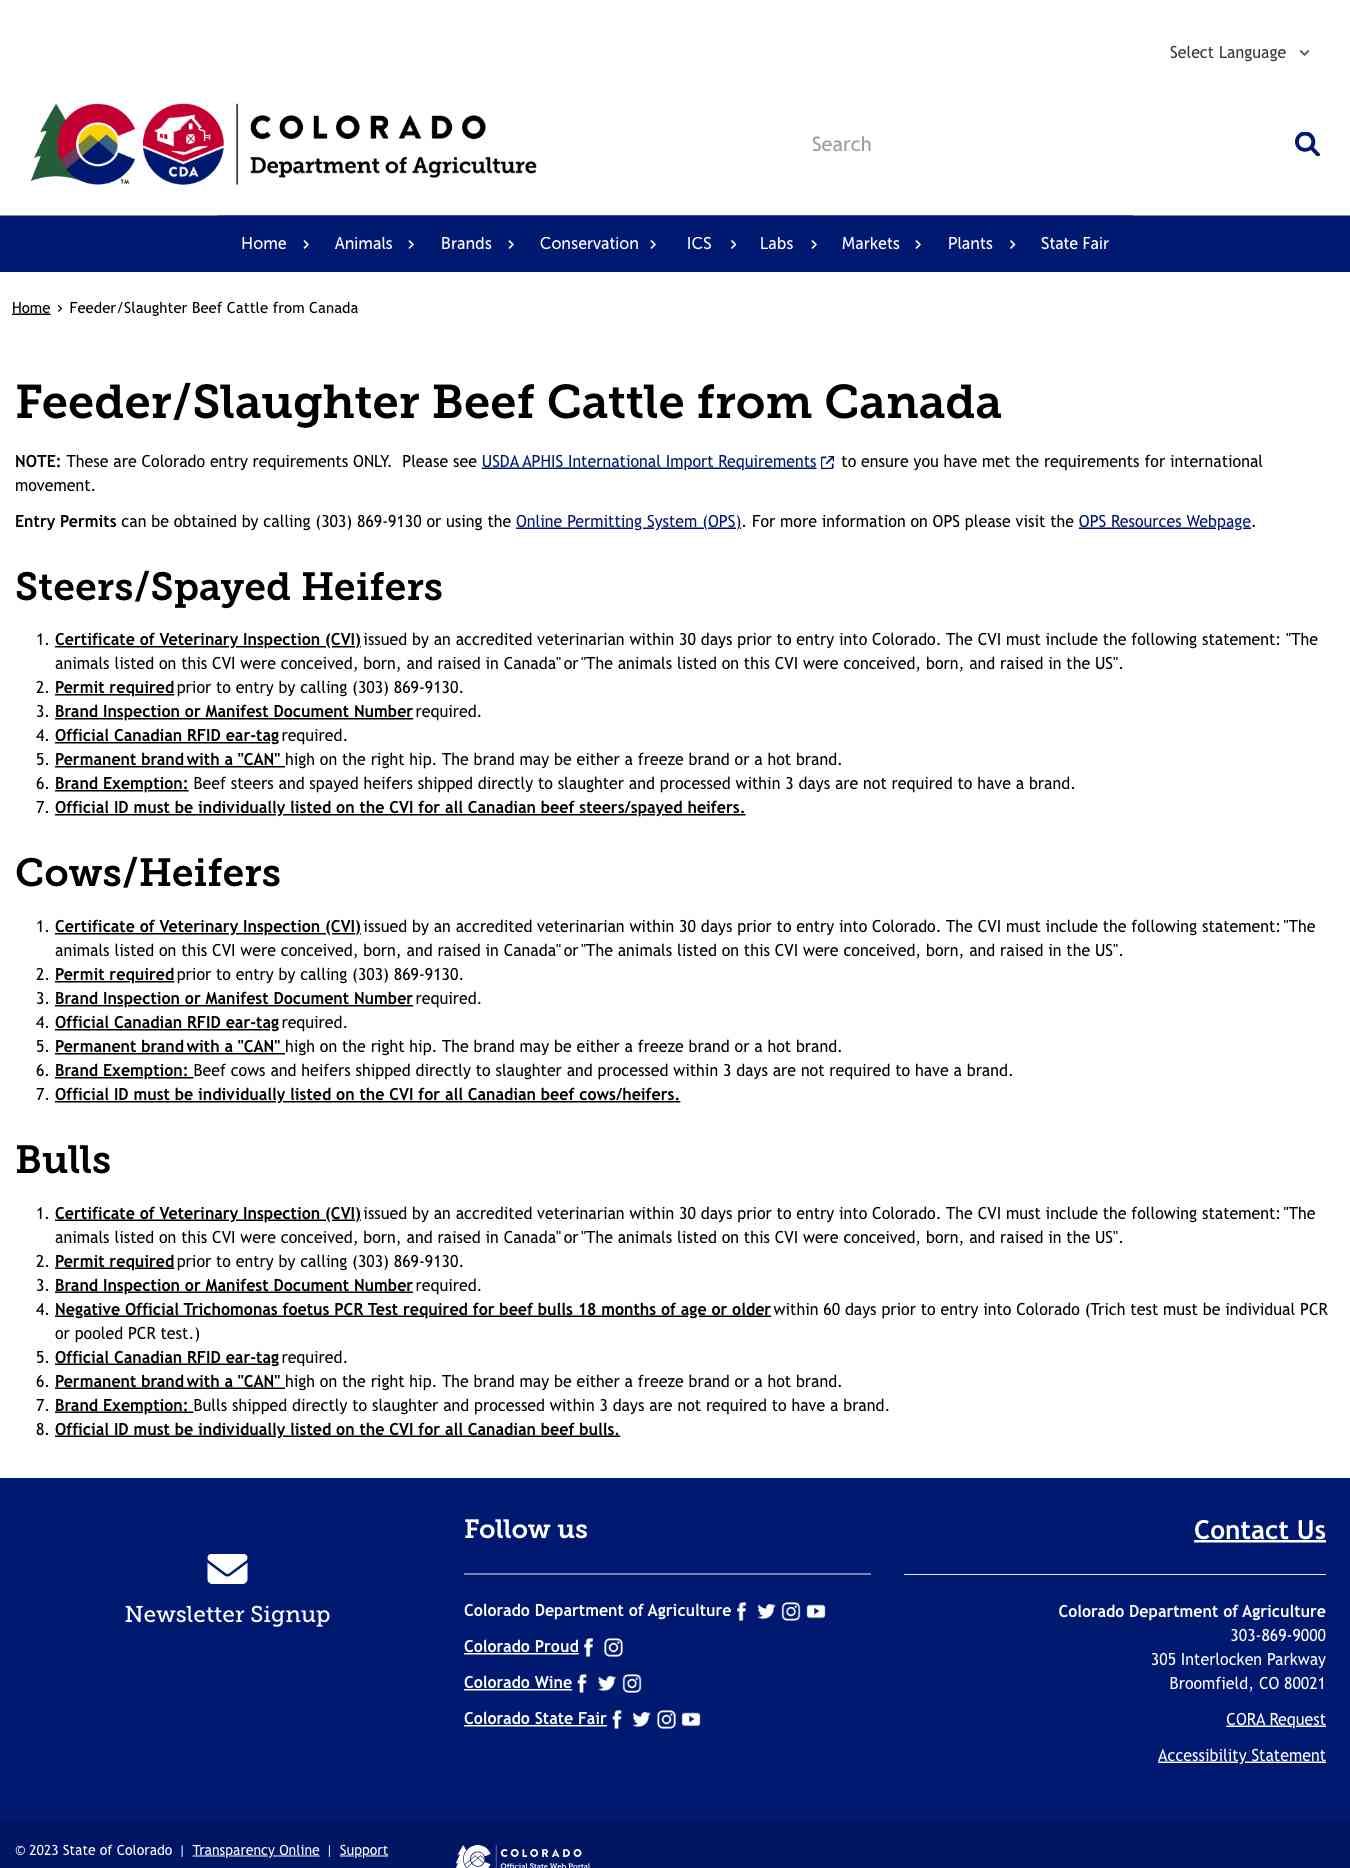 Select Language
COLORADO
Department of Agriculture
CDA
TM
Search
Home Animals Brands Conservation ICS Labs Markets Plants State Fair
Home › Feeder/Slaughter Beef Cattle from Canada
Feeder/Slaughter Beef Cattle from Canada
NOTE: These are Colorado entry requirements ONLY. Please see USDA APHIS International Import Requirements to ensure you have met the requirements for international
movement.
Entry Permits can be obtained by calling (303) 869-9130 or using the Online Permitting System (OPS). For more information on OPS please visit the OPS Resources Webpage.
Steers/Spayed Heifers
1. Certificate of Veterinary Inspection (CVI) issued by an accredited veterinarian within 30 days prior to entry into Colorado. The CVI must include the following statement: "The
animals listed on this CVI were conceived, born, and raised in Canada" or "The animals listed on this CVI were conceived, born, and raised in the US".
2. Permit required prior to entry by calling (303) 869-9130.
3. Brand Inspection or Manifest Document Number required.
4. Official Canadian RFID ear-tag required.
5. Permanent brand with a "CAN" high on the right hip. The brand may be either a freeze brand or a hot brand.
6. Brand Exemption: Beef steers and spayed heifers shipped directly to slaughter and processed within 3 days are not required to have a brand.
7. Official ID must be individually listed on the CVI for all Canadian beef steers/spayed heifers.
Cows/Heifers
1. Certificate of Veterinary Inspection (CVI) issued by an accredited veterinarian within 30 days prior to entry into Colorado. The CVI must include the following statement: "The
animals listed on this CVI were conceived, born, and raised in Canada" or "The animals listed on this CVI were conceived, born, and raised in the US".
2. Permit required prior to entry by calling (303) 869-9130.
3. Brand Inspection or Manifest Document Number required.
4. Official Canadian RFID ear-tag required.
5. Permanent brand with a "CAN" high on the right hip. The brand may be either a freeze brand or a hot brand.
6. Brand Exemption: Beef cows and heifers shipped directly to slaughter and processed within 3 days are not required to have a brand.
7. Official ID must be individually listed on the CVI for all Canadian beef cows/heifers.
Bulls
1. Certificate of Veterinary Inspection (CVI) issued by an accredited veterinarian within 30 days prior to entry into Colorado. The CVI must include the following statement: "The
animals listed on this CVI were conceived, born, and raised in Canada" or "The animals listed on this CVI were conceived, born, and raised in the US".
2. Permit required prior to entry by calling (303) 869-9130.
3. Brand Inspection or Manifest Document Number required.
4. Negative Official Trichomonas foetus PCR Test required for beef bulls 18 months of age or older within 60 days prior to entry into Colorado (Trich test must be individual PCR
or pooled PCR test.)
5. Official Canadian RFID ear-tag required.
6. Permanent brand with a "CAN" high on the right hip. The brand may be either a freeze brand or a hot brand.
7. Brand Exemption: Bulls shipped directly to slaughter and processed within 3 days are not required to have a brand.
8. Official ID must be individually listed on the CVI for all Canadian beef bulls.
Newsletter Signup
Follow us
Colorado Department of Agriculture
Colorado Proud
Colorado Wine
Colorado State Fair
Contact Us
Colorado Department of Agriculture
303-869-9000
305 Interlocken Parkway
Broomfield, CO 80021
CORA Request
Accessibility Statement
© 2023 State of Colorado | Transparency Online | Support
COLORADO
Official State Web Portal